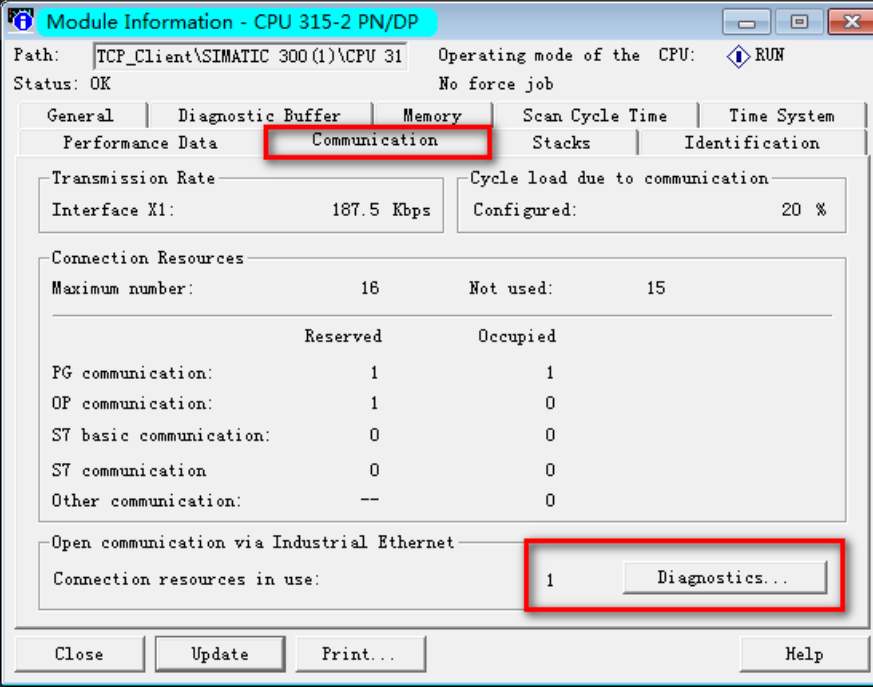 Module Information - CPU 315-2 PN/DP
Path: TCP_Client\SIMATIC 300(1)\CPU 31 Operating mode of the CPU: RUN
Status: OK No force job
General Diagnostic Buffer Memory Scan Cycle Time Time System
Performance Data Communication Stacks Identification
Transmission Rate Cycle load due to communication
Interface X1: 187.5 Kbps Configured: 20 %
Connection Resources
Maximum number: 16 Not used: 15
Reserved Occupied
PG communication: 1 1
OP communication: 1 0
S7 basic communication: 0 0
S7 communication 0 0
Other communication: -- 0
Open communication via Industrial Ethernet
Connection resources in use: 1 Diagnostics...
Close Update Print... Help